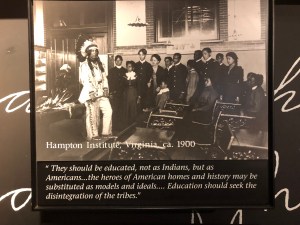 Hampton Institute, Virginia, ca. 1900
" They should be educated, not as Indians, but as
Americans...the heroes of American homes and history may be
substituted as models and ideals.... Education should seek the
disintegration of the tribes."